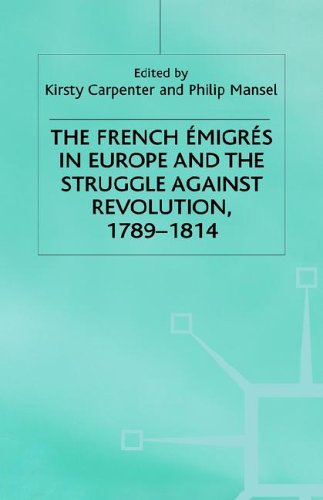 Edited by
Kirsty Carpenter and Philip Mansel
THE FRENCH ÉMIGRÉS
IN EUROPE AND THE
STRUGGLE AGAINST
REVOLUTION,
1789–1814